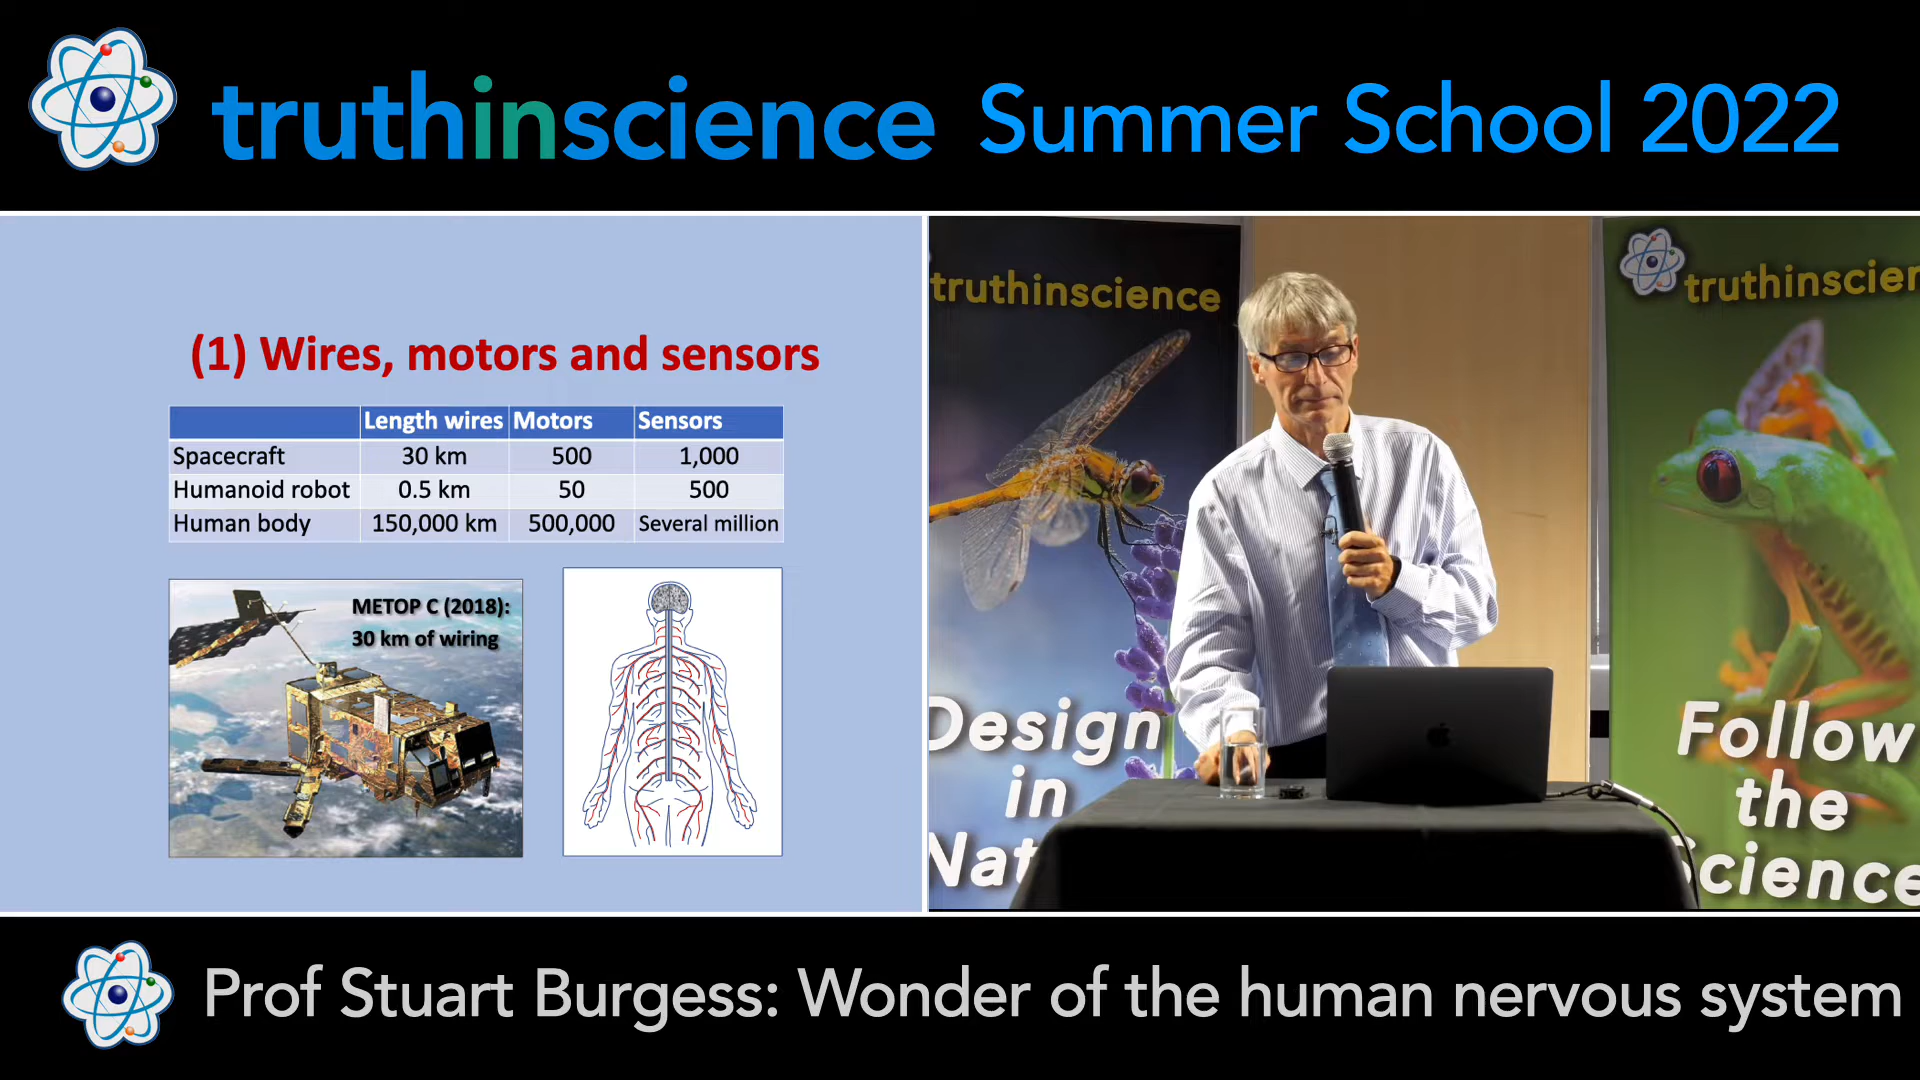 truthinscience Summer School 2022
(1) Wires, motors and sensors
Length wires Motors Sensors
Spacecraft 30 km 500 1,000
Humanoid robot 0.5 km 50 500
Human body 150,000 km 500,000 Several million
METOP C (2018):
30 km of wiring
truthinscience
Design
in
Nat
truthinscien
Follow
the
Science
Prof Stuart Burgess: Wonder of the human nervous system